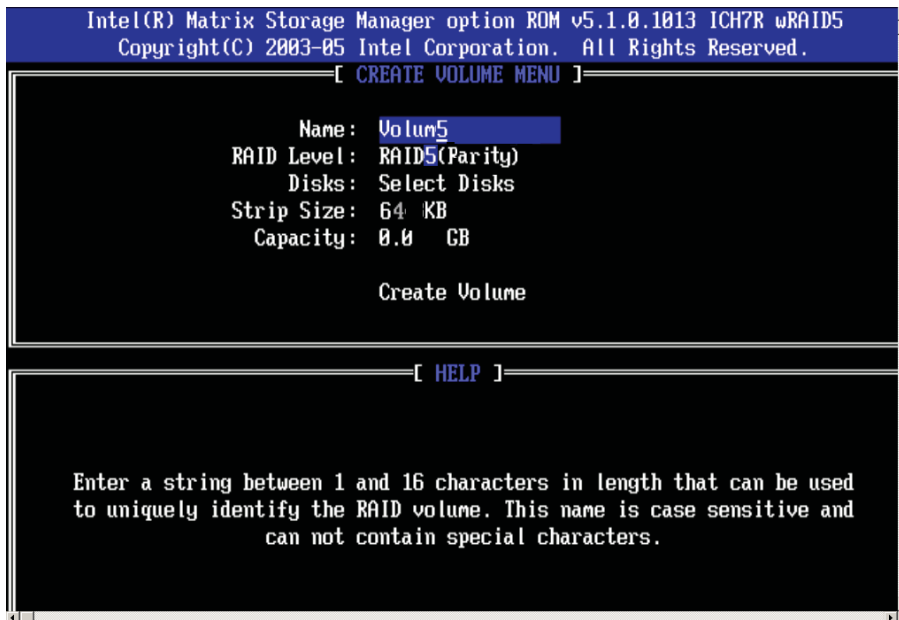 Intel(R) Matrix Storage Manager option ROM v5.1.0.1013 ICH7R wRAID5
Copyright(C) 2003-05 Intel Corporation. All Rights Reserved.
[ CREATE VOLUME MENU ]
Name: Volum5
RAID Level: RAID5(Parity)
Disks: Select Disks
Strip Size: 64 KB
Capacity: 0.0 GB
Create Volume
[ HELP ]
Enter a string between 1 and 16 characters in length that can be used
to uniquely identify the RAID volume. This name is case sensitive and
can not contain special characters.